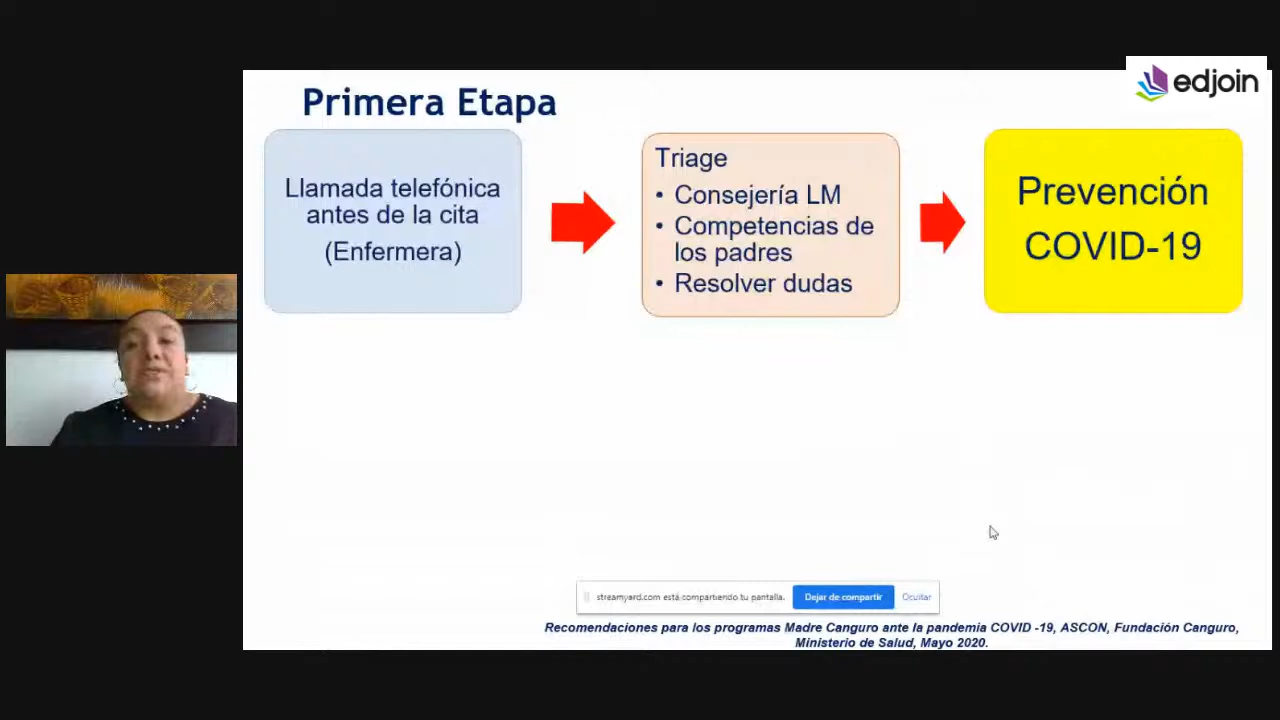 edjoin
Primera Etapa
Llamada telefónica
antes de la cita
(Enfermera)
Triage
• Consejería LM
• Competencias de
los padres
• Resolver dudas
Prevención
COVID-19
streamyard.com está compartiendo tu pantalla.
Dejar de compartir
Ocultar
Recomendaciones para los programas Madre Canguro ante la pandemia COVID -19, ASCON, Fundación Canguro,
Ministerio de Salud, Mayo 2020.